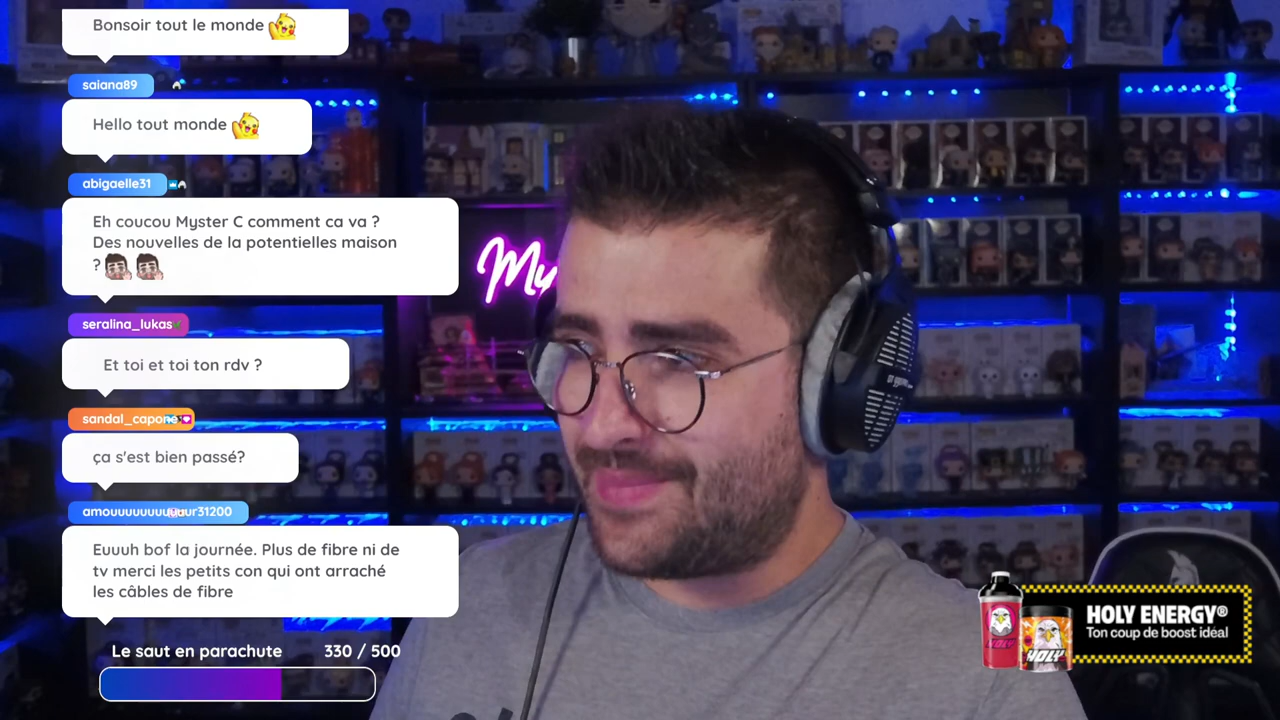 Bonsoir tout le monde
saiana89
Hello tout monde
abigaelle31
Eh coucou Myster C comment ca va ?
Des nouvelles de la potentielles maison
?
seralina_lukas
Et toi et toi ton rdv ?
sandal_capone
ça s'est bien passé?
amouuuuuuuuuur31200
Euuuh bof la journée. Plus de fibre ni de
tv merci les petits con qui ont arraché
les câbles de fibre
Le saut en parachute 330 / 500
My
HOLY ENERGY®
Ton coup de boost idéal
HOLY